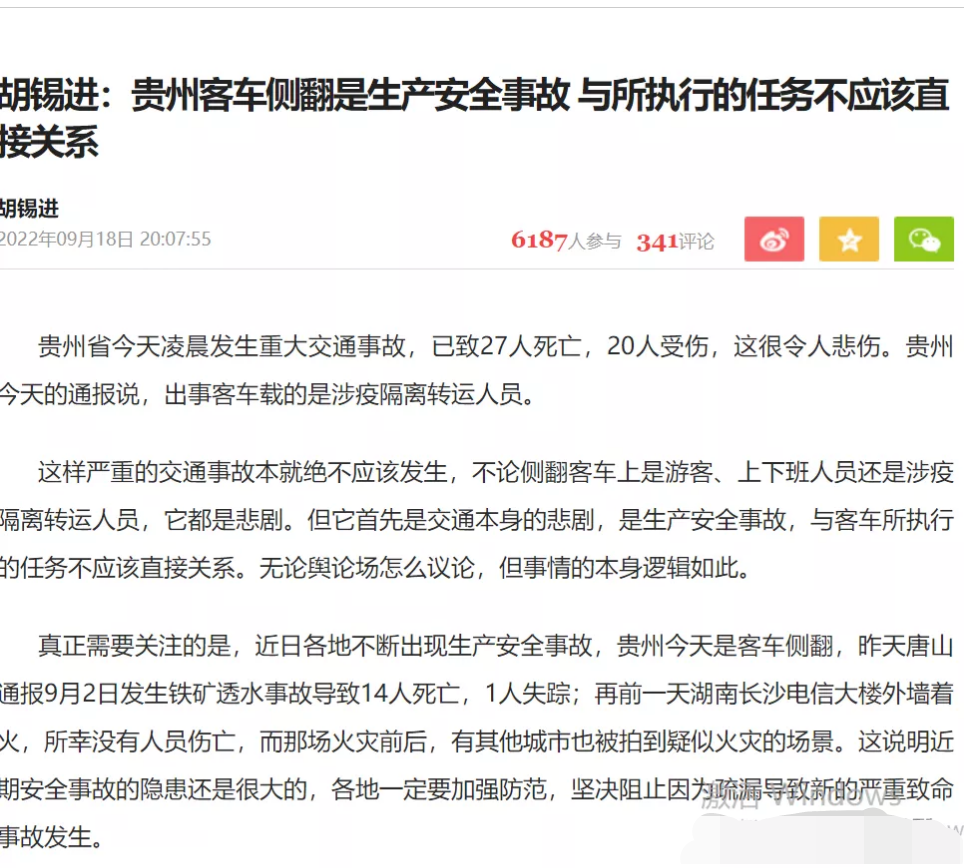 胡锡进：贵州客车侧翻是生产安全事故 与所执行的任务不应该直
接关系
胡锡进
2022年09月18日 20:07:55
6187人参与 341评论
贵州省今天凌晨发生重大交通事故，已致27人死亡，20人受伤，这很令人悲伤。贵州
今天的通报说，出事客车载的是涉疫隔离转运人员。
这样严重的交通事故本就绝不应该发生，不论侧翻客车上是游客、上下班人员还是涉疫
隔离转运人员，它都是悲剧。但它首先是交通本身的悲剧，是生产安全事故，与客车所执行
的任务不应该直接关系。无论舆论场怎么议论，但事情的本身逻辑如此。
真正需要关注的是，近日各地不断出现生产安全事故，贵州今天是客车侧翻，昨天唐山
通报9月2日发生铁矿透水事故导致14人死亡，1人失踪；再前一天湖南长沙电信大楼外墙着
火，所幸没有人员伤亡，而那场火灾前后，有其他城市也被拍到疑似火灾的场景。这说明近
期安全事故的隐患还是很大的，各地一定要加强防范，坚决阻止因为疏漏导致新的严重致命
事故发生。
激活 Windows